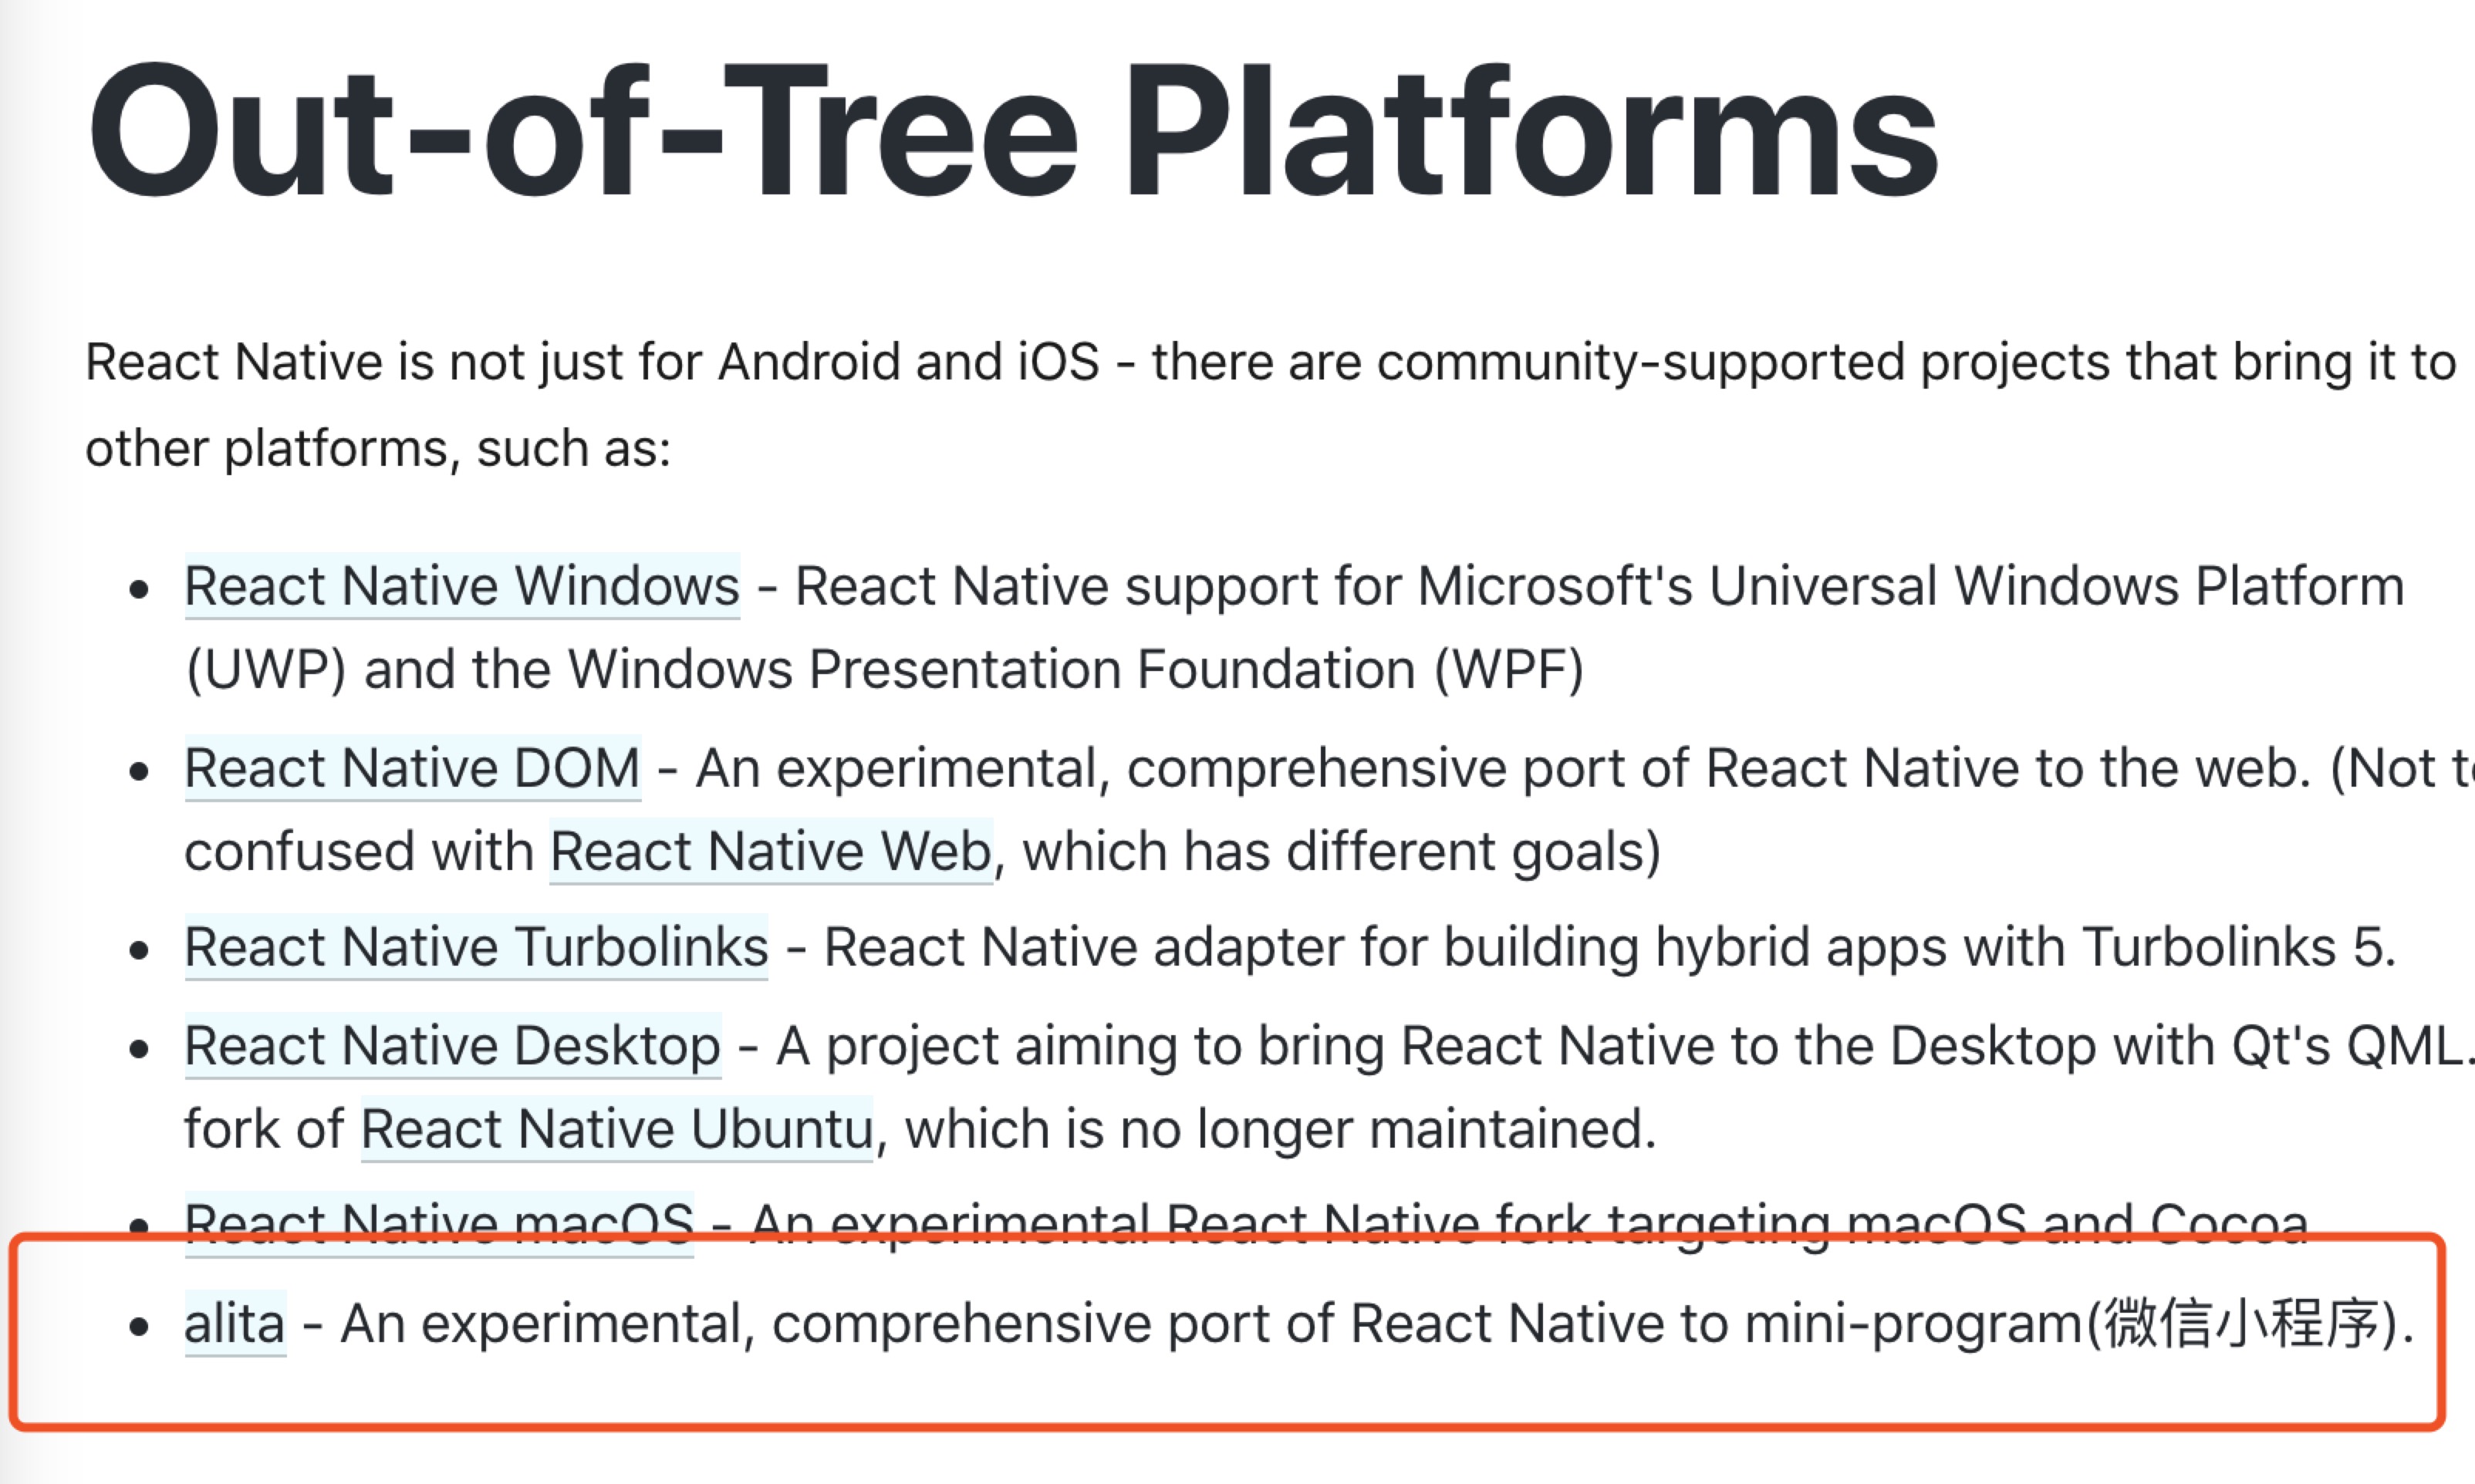 Out-of-Tree Platforms
React Native is not just for Android and iOS - there are community-supported projects that bring it to
other platforms, such as:
React Native Windows - React Native support for Microsoft's Universal Windows Platform
(UWP) and the Windows Presentation Foundation (WPF)
React Native DOM - An experimental, comprehensive port of React Native to the web. (Not
confused with React Native Web, which has different goals)
React Native Turbolinks - React Native adapter for building hybrid apps with Turbolinks 5.
React Native Desktop - A project aiming to bring React Native to the Desktop with Qt's QML.
fork of React Native Ubuntu, which is no longer maintained.
React Native macOS - An experimental React Native fork targeting macOS and Cocoa
alita - An experimental, comprehensive port of React Native to mini-program(微信小程序).